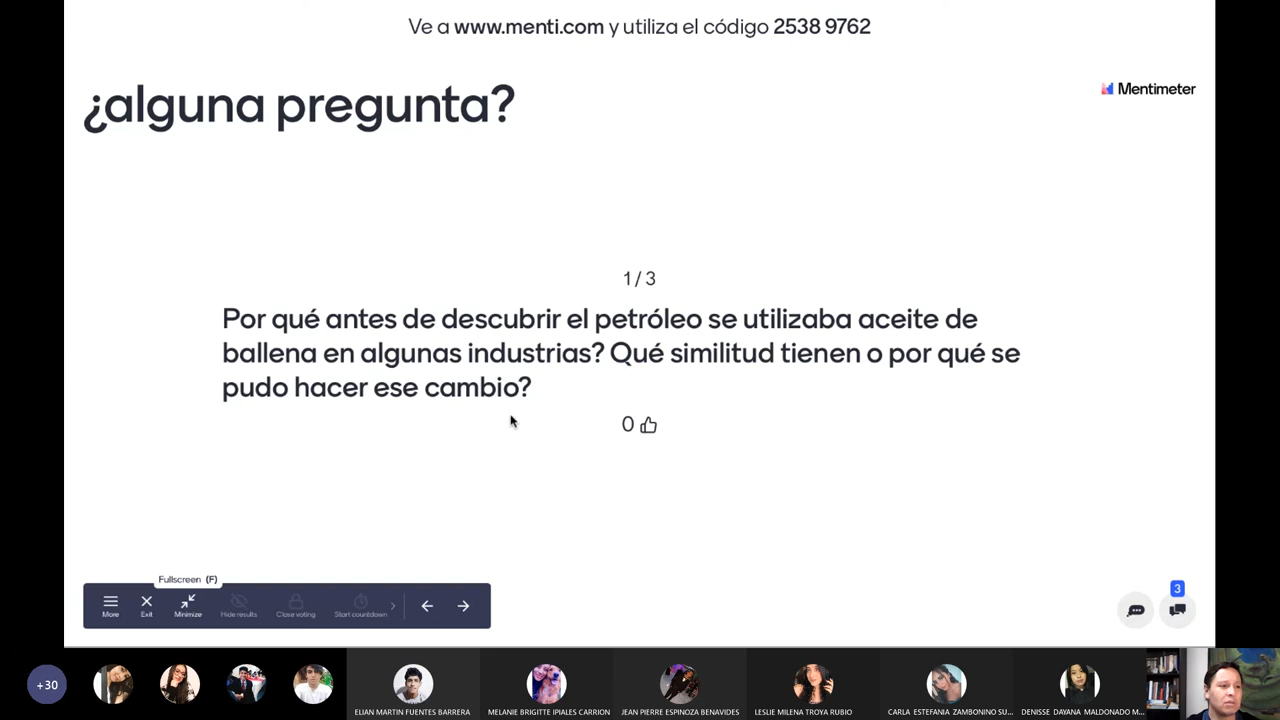 Ve a www.menti.com y utiliza el código 2538 9762
¿alguna pregunta?
Mentimeter
1 / 3
Por qué antes de descubrir el petróleo se utilizaba aceite de
ballena en algunas industrias? Qué similitud tienen o por qué se
pudo hacer ese cambio?
0
Fullscreen (F)
More Exit Minimize Hide results Close voting Start countdown
3
+30
ELIAN MARTIN FUENTES BARRERA
MELANIE BRIGITTE IPIALES CARRION
JEAN PIERRE ESPINOZA BENAVIDES
LESLIE MILENA TROYA RUBIO
CARLA ESTEFANIA ZAMBONINO SU...
DENISSE DAYANA MALDONADO M...